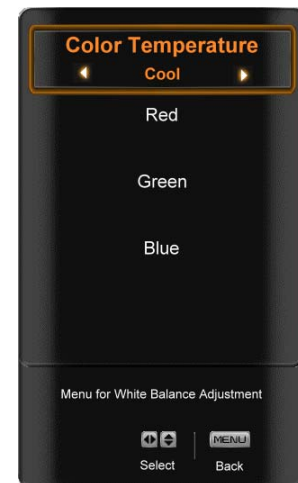 Color Temperature
Cool
Red
Green
Blue
Menu for White Balance Adjustment
MENU
Select
Back